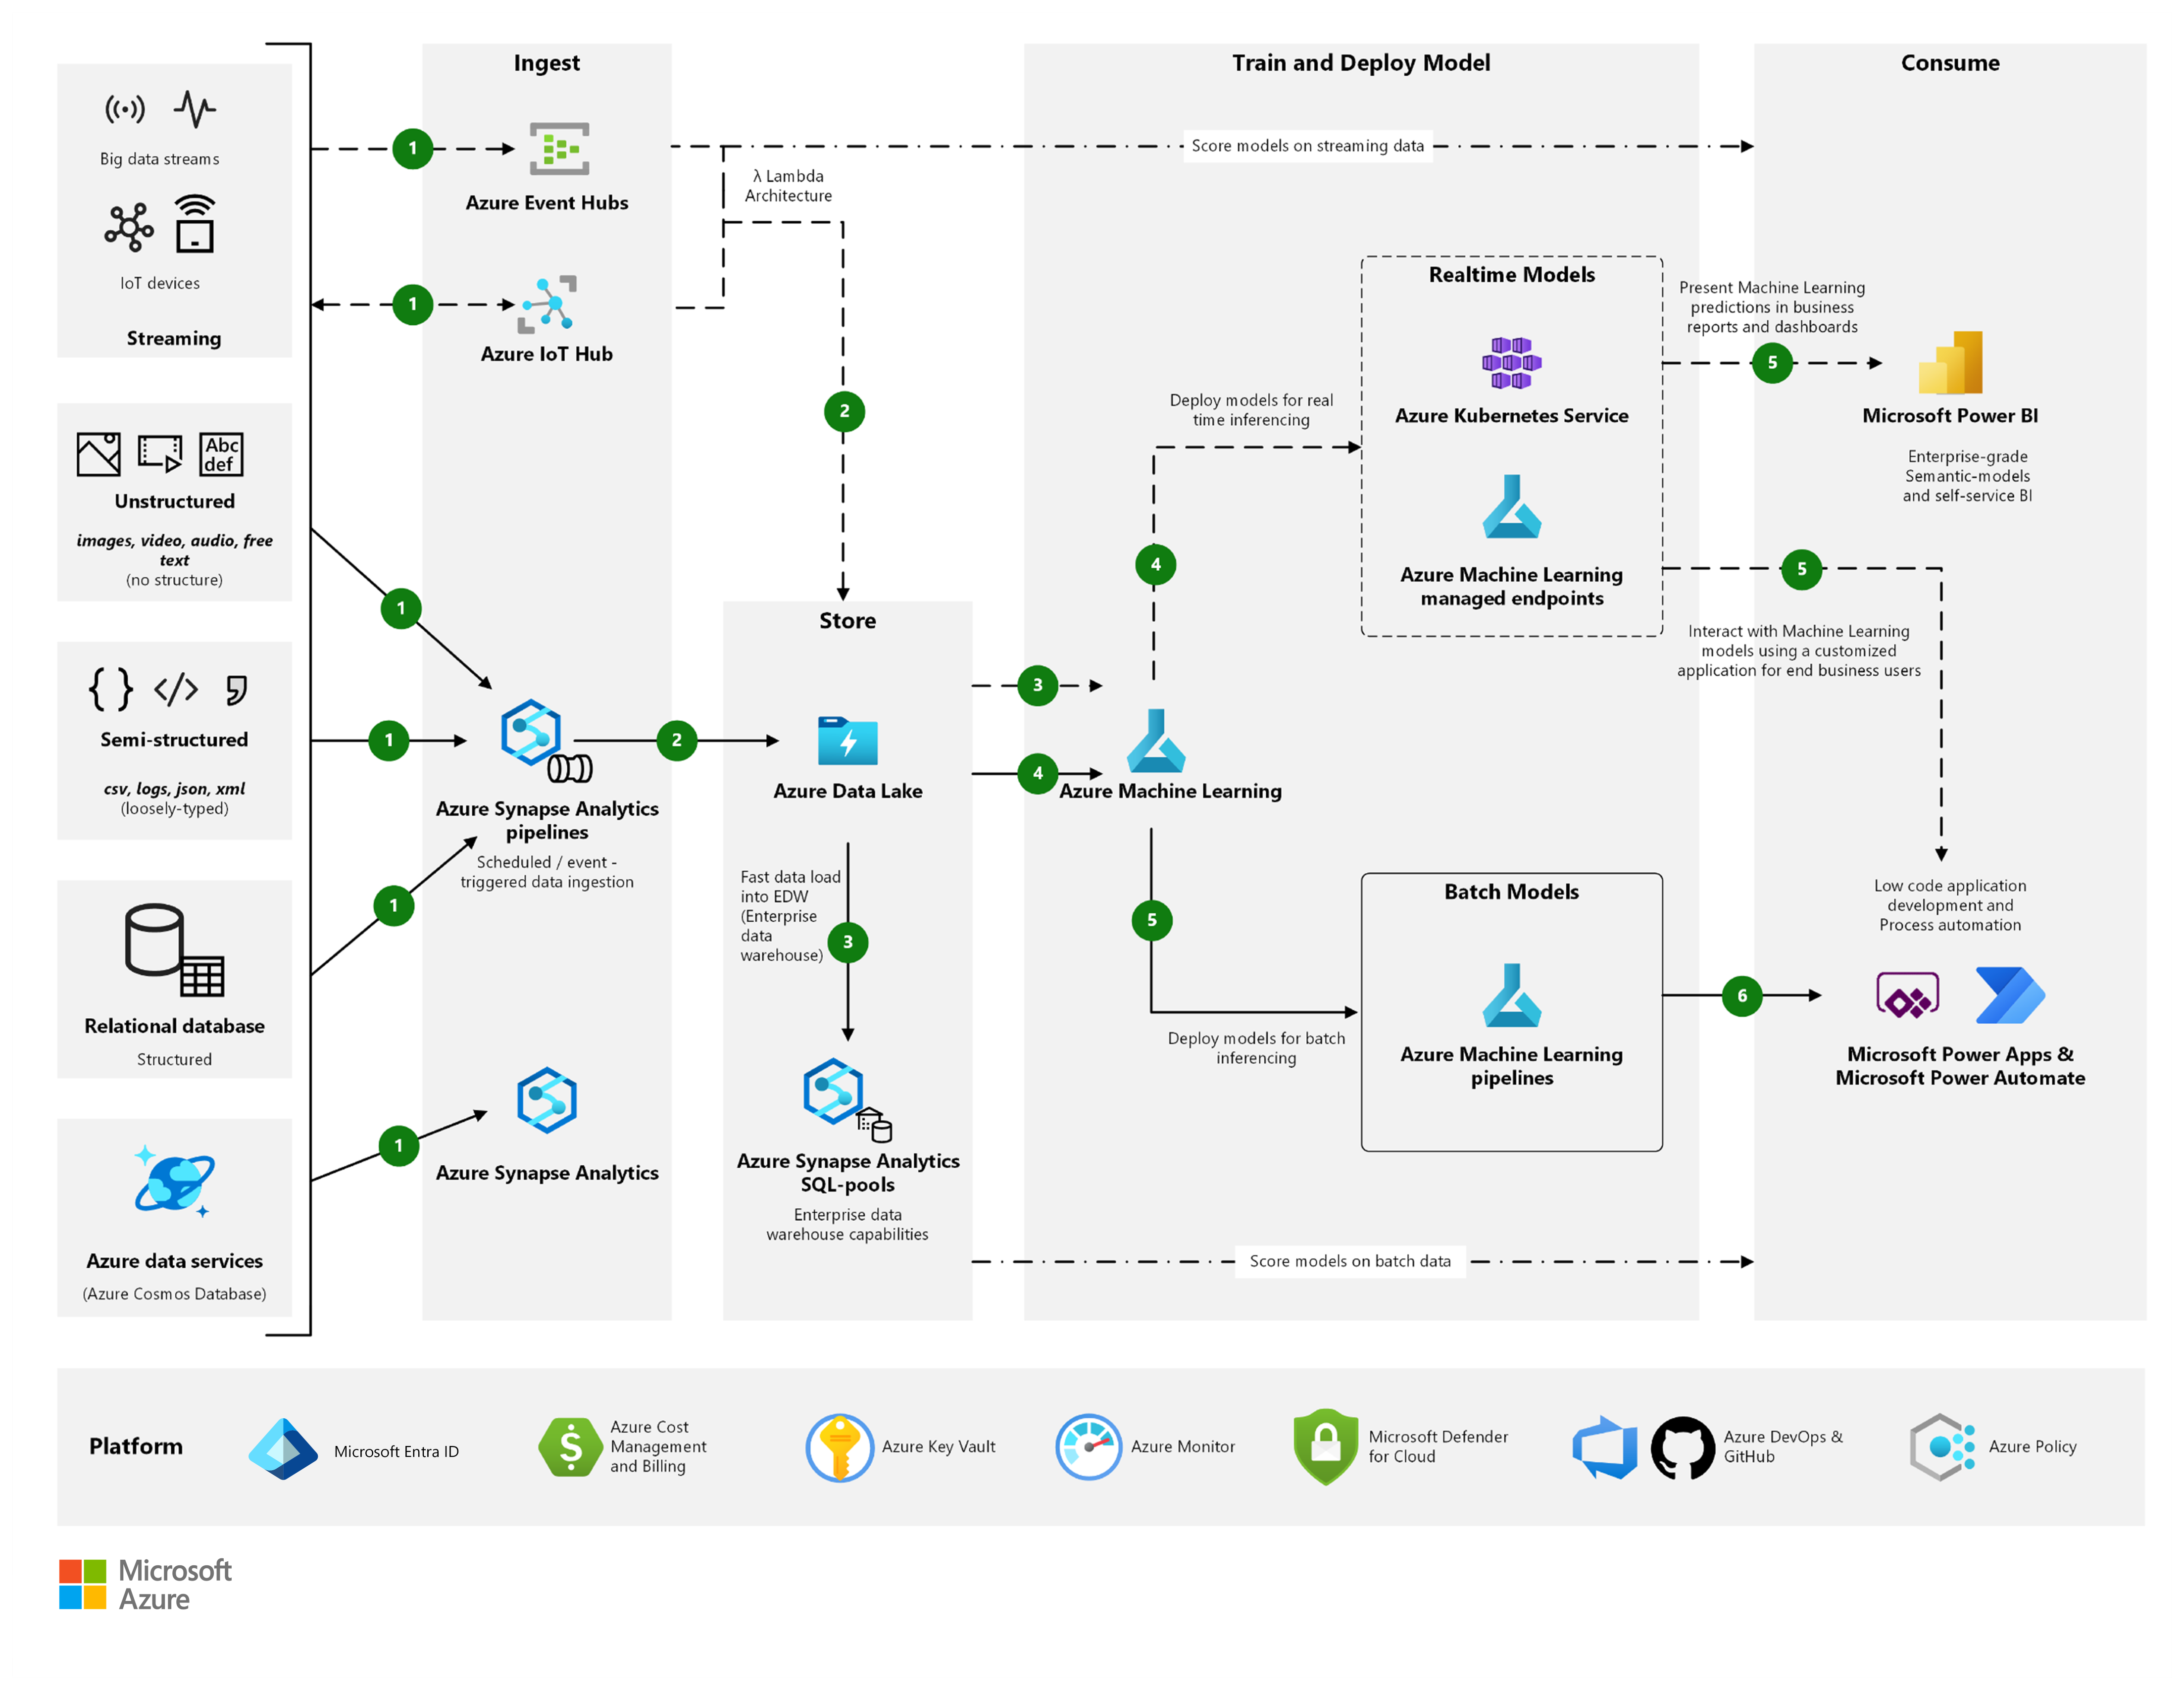 Big data streams
IoT devices
Streaming
Abc
def
Unstructured
images, video, audio, free
text
(no structure)
{ } </> ,
Semi-structured
csv, logs, json, xml
(loosely-typed)
Relational database
Structured
Azure data services
(Azure Cosmos Database)
Ingest
1
Azure Event Hubs
1
Azure IoT Hub
1
1
Azure Synapse Analytics
pipelines
Scheduled / event -
triggered data ingestion
1
1
Azure Synapse Analytics
λ Lambda
Architecture
2
2
Store
Azure Data Lake
Fast data load
into EDW
(Enterprise
data
warehouse)
3
Azure Synapse Analytics
SQL-pools
Enterprise data
warehouse capabilities
Train and Deploy Model
Score models on streaming data
3
4
Azure Machine Learning
4
Deploy models for real
time inferencing
Realtime Models
Azure Kubernetes Service
Azure Machine Learning
managed endpoints
5
Deploy models for batch
inferencing
Batch Models
Azure Machine Learning
pipelines
Score models on batch data
Consume
Present Machine Learning
predictions in business
reports and dashboards
5
Microsoft Power BI
Enterprise-grade
Semantic-models
and self-service BI
5
Interact with Machine Learning
models using a customized
application for end business users
Low code application
development and
Process automation
6
Microsoft Power Apps &
Microsoft Power Automate
Platform
Microsoft Entra ID
$
Azure Cost
Management
and Billing
Azure Key Vault
Azure Monitor
Microsoft Defender
for Cloud
Azure DevOps &
GitHub
Azure Policy
Microsoft
Azure